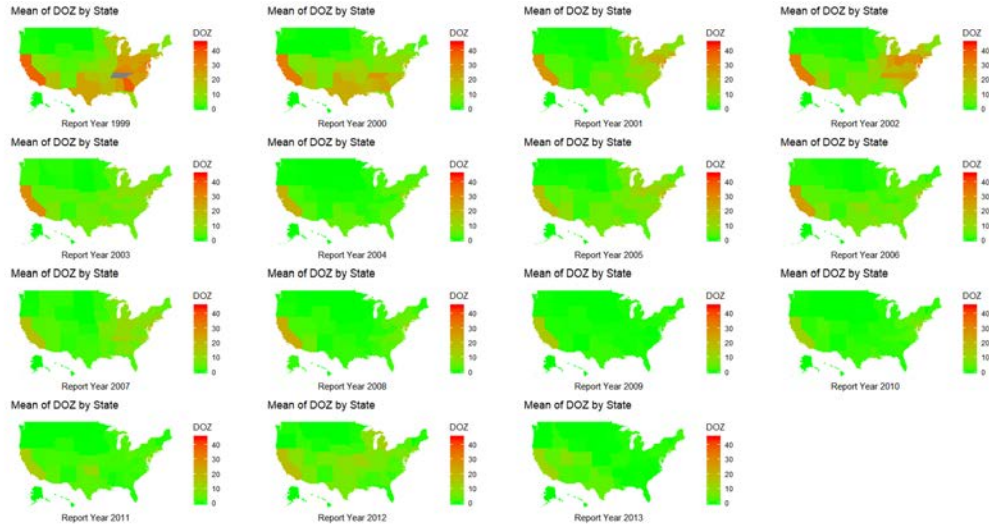 Mean of DOZ by State
DOZ
40
30
20
10
0
Report Year 1999
Mean of DOZ by State
DOZ
40
30
20
10
0
Report Year 2000
Mean of DOZ by State
DOZ
40
30
20
10
0
Report Year 2001
Mean of DOZ by State
DOZ
40
30
20
10
0
Report Year 2002
Mean of DOZ by State
DOZ
40
30
20
10
0
Report Year 2003
Mean of DOZ by State
DOZ
40
30
20
10
0
Report Year 2004
Mean of DOZ by State
DOZ
40
30
20
10
0
Report Year 2005
Mean of DOZ by State
DOZ
40
30
20
10
0
Report Year 2006
Mean of DOZ by State
DOZ
40
30
20
10
0
Report Year 2007
Mean of DOZ by State
DOZ
40
30
20
10
0
Report Year 2008
Mean of DOZ by State
DOZ
40
30
20
10
0
Report Year 2009
Mean of DOZ by State
DOZ
40
30
20
10
0
Report Year 2010
Mean of DOZ by State
DOZ
40
30
20
10
0
Report Year 2011
Mean of DOZ by State
DOZ
40
30
20
10
0
Report Year 2012
Mean of DOZ by State
DOZ
40
30
20
10
0
Report Year 2013